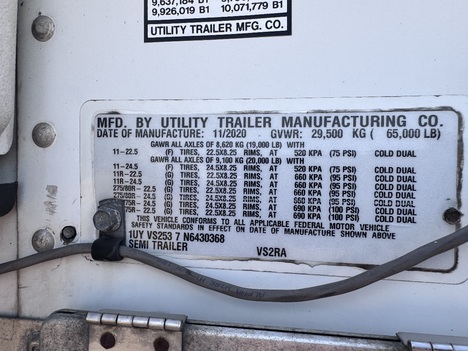 9,926,019 B1 10,071,779 B1
UTILITY TRAILER MFG. CO.
MFD. BY UTILITY TRAILER MANUFACTURING CO.
DATE OF MANUFACTURE: 11/2020 GVWR: 29,500 KG ( 65,000 LB)
GAWR ALL AXLES OF 8,620 KG (19,000 LB) WITH
11-22.5 (F) TIRES, 22.5X8.25 RIMS, AT 520 KPA (75 PSI) COLD DUAL
GAWR ALL AXLES OF 9,100 KG (20,000 LB) WITH
11-24.5 (F) TIRES, 24.5X8.25 RIMS, AT 520 KPA (75 PSI) COLD DUAL
11R-22.5 (G) TIRES, 22.5X8.25 RIMS, AT 660 KPA (95 PSI) COLD DUAL
11R-24.5 (G) TIRES, 24.5X8.25 RIMS, AT 660 KPA (95 PSI) COLD DUAL
275/80R-22.5 (G) TIRES, 22.5X8.25 RIMS, AT 660 KPA (95 PSI) COLD DUAL
24.5 (G) TIRES, 24.5X8.25 RIMS, AT 660 KPA (95 PSI) COLD DUAL
22.5 (G) TIRES, 22.5X8.25 RIMS, AT 690 KPA (100 PSI) COLD DUAL
75R-22.5 (G) TIRES, 24.5X8.25 RIMS, AT 690 KPA (100 PSI) COLD DUAL
THIS VEHICLE CONFORMS TO ALL APPLICABLE FEDERAL MOTOR VEHICLE
SAFETY STANDARDS IN EFFECT ON DATE OF MANUFACTURE SHOWN ABOVE
1UY VS253 7 N6430368
SEMI TRAILER VS2RA